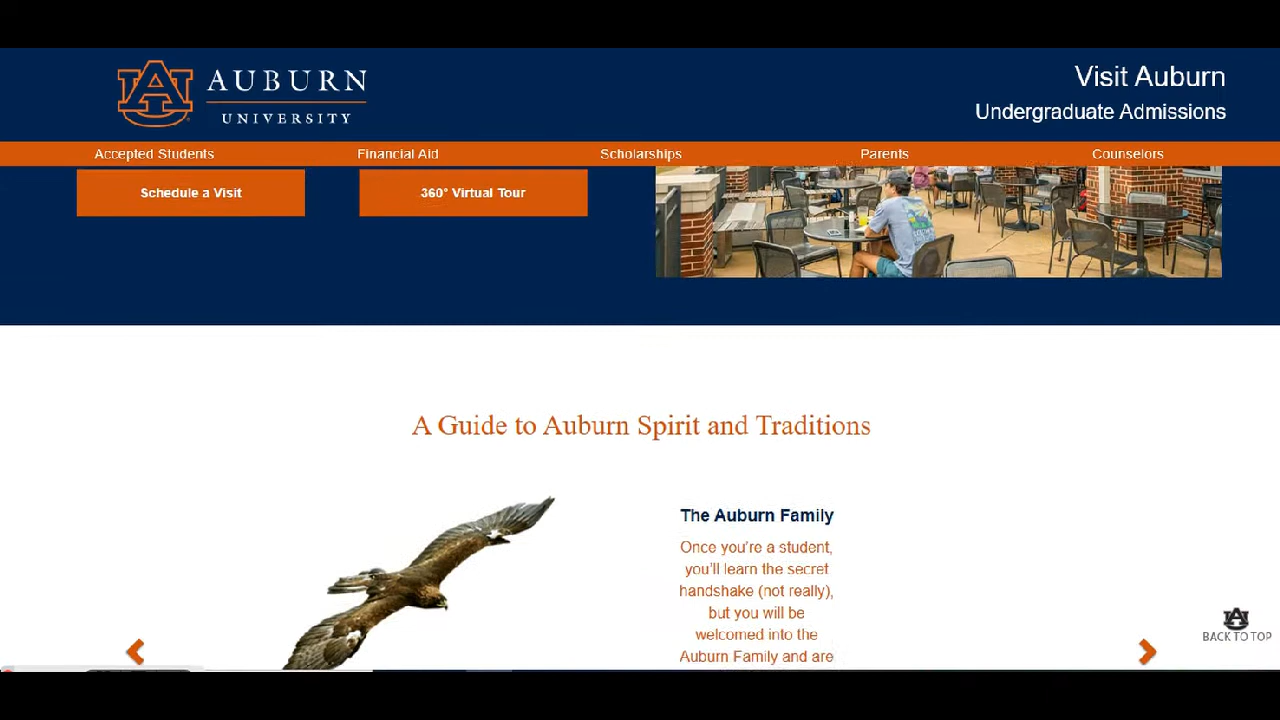 AUBURN
UNIVERSITY
Visit Auburn
Undergraduate Admissions
Accepted Students
Financial Aid
Scholarships
Parents
Counselors
Schedule a Visit
360° Virtual Tour
A Guide to Auburn Spirit and Traditions
The Auburn Family
Once you’re a student,
you’ll learn the secret
handshake (not really),
but you will be
welcomed into the
Auburn Family and are
BACK TO TOP